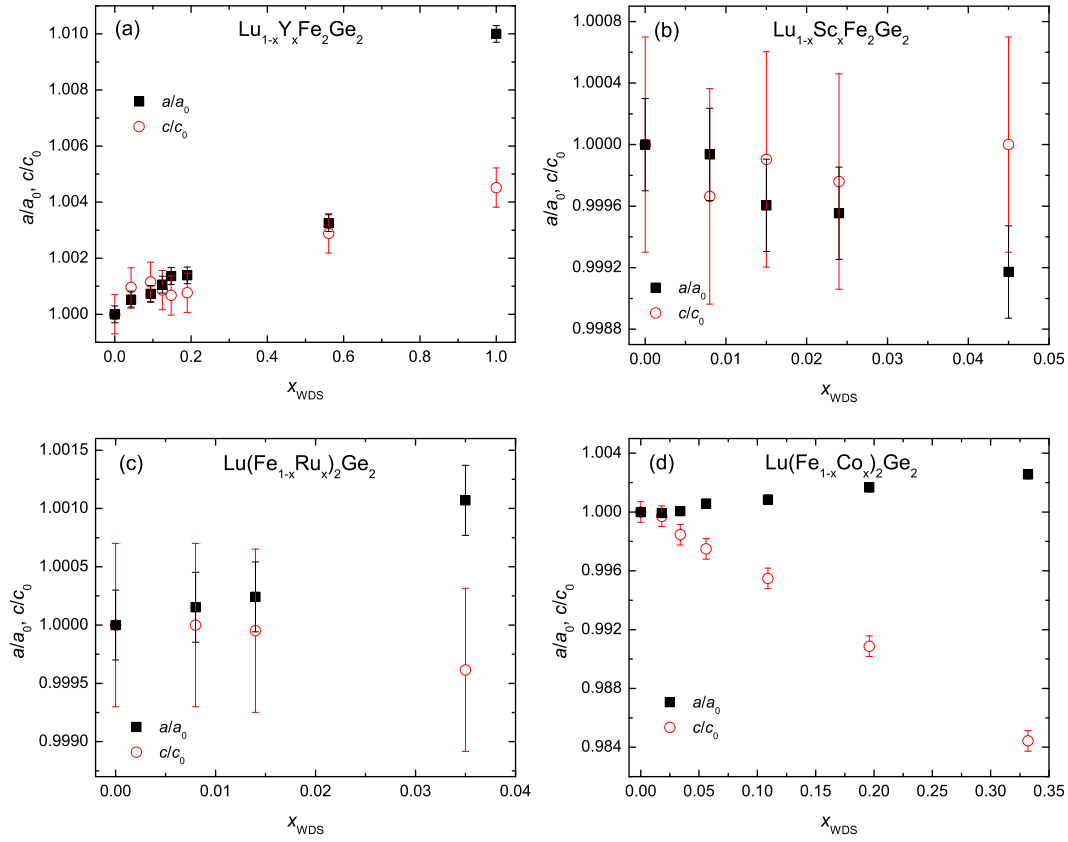 (a) Lu1-xYxFe2Ge2
a/a0
c/c0
a/a0, c/c0
1.010
1.008
1.006
1.004
1.002
1.000
0.0 0.2 0.4 0.6 0.8 1.0
xWDS
(b) Lu1-xScxFe2Ge2
a/a0
c/c0
a/a0, c/c0
1.0008
1.0004
1.0000
0.9996
0.9992
0.9988
0.00 0.01 0.02 0.03 0.04 0.05
xWDS
(c) Lu(Fe1-xRux)2Ge2
a/a0
c/c0
a/a0, c/c0
1.0015
1.0010
1.0005
1.0000
0.9995
0.9990
0.00 0.01 0.02 0.03 0.04
xWDS
(d) Lu(Fe1-xCox)2Ge2
a/a0
c/c0
a/a0, c/c0
1.004
1.000
0.996
0.992
0.988
0.984
0.00 0.05 0.10 0.15 0.20 0.25 0.30 0.35
xWDS